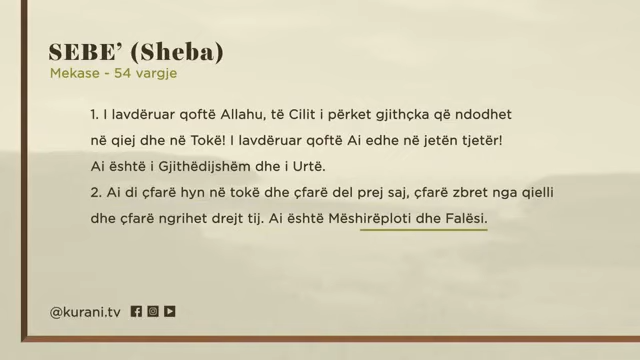 SEBE’ (Sheba)
Mekase - 54 vargje
1. I lavdëruar qoftë Allahu, të Cilit i përket gjithçka që ndodhet
në qiej dhe në Tokë! I lavdëruar qoftë Ai edhe në jetën tjetër!
Ai është i Gjithëdijshëm dhe i Urtë.
2. Ai di çfarë hyn në tokë dhe çfarë del prej saj, çfarë zbret nga qielli
dhe çfarë ngrihet drejt tij. Ai është Mëshirëploti dhe Falësi.
@kurani.tv